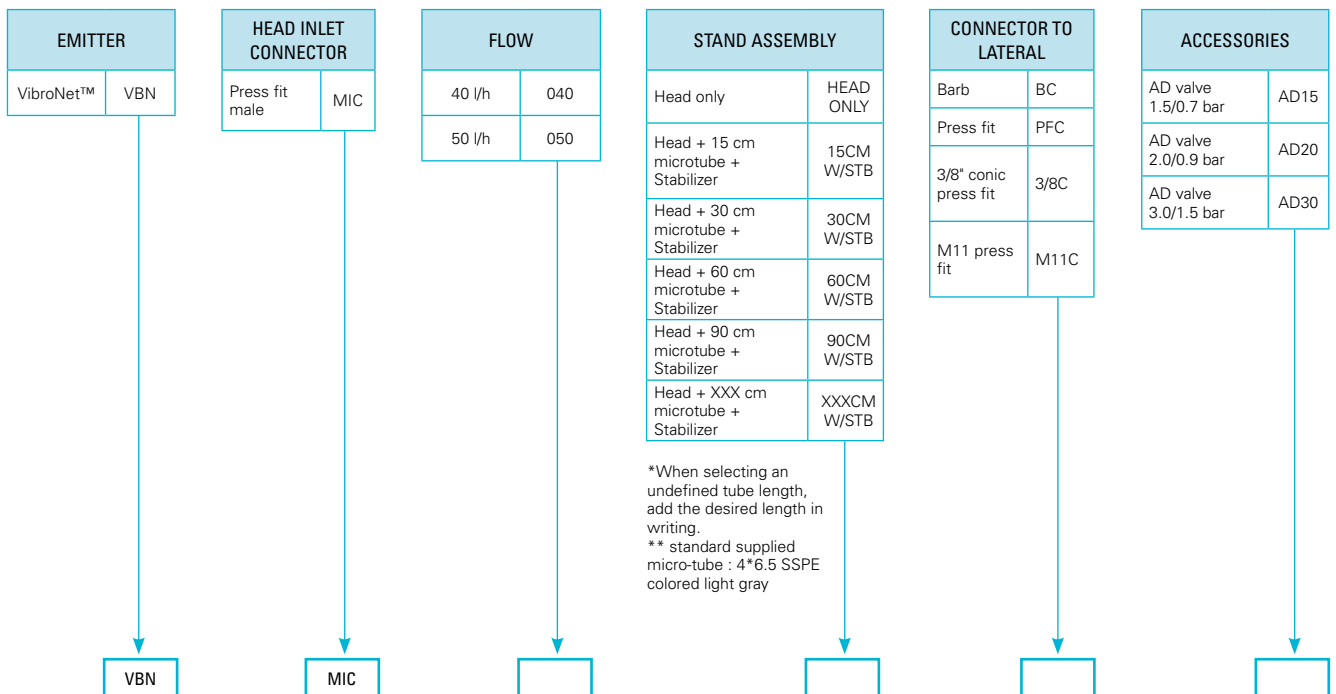 EMITTER
VibroNet™ VBN
HEAD INLET
CONNECTOR
Press fit
male
MIC
FLOW
40 l/h 040
50 l/h 050
STAND ASSEMBLY
Head only
HEAD
ONLY
Head + 15 cm
microtube +
Stabilizer
15CM
W/STB
Head + 30 cm
microtube +
Stabilizer
30CM
W/STB
Head + 60 cm
microtube +
Stabilizer
60CM
W/STB
Head + 90 cm
microtube +
Stabilizer
90CM
W/STB
Head + XXX cm
microtube +
Stabilizer
XXXCM
W/STB
*When selecting an
undefined tube length,
add the desired length in
writing.
** standard supplied
micro-tube : 4*6.5 SSPE
colored light gray
CONNECTOR TO
LATERAL
Barb BC
Press fit PFC
3/8" conic
press fit
3/8C
M11 press
fit
M11C
ACCESSORIES
AD valve
1.5/0.7 bar
AD15
AD valve
2.0/0.9 bar
AD20
AD valve
3.0/1.5 bar
AD30
VBN
MIC